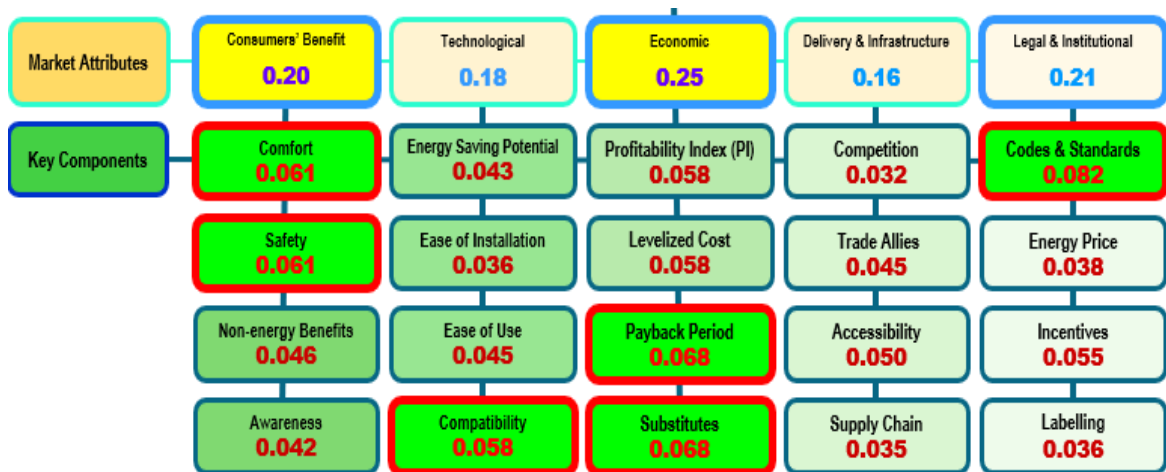 Market Attributes
Consumers' Benefit
0.20
Technological
0.18
Economic
0.25
Delivery & Infrastructure
0.16
Legal & Institutional
0.21
Key Components
Comfort
0.061
Energy Saving Potential
0.043
Profitability Index (PI)
0.058
Competition
0.032
Codes & Standards
0.082
Safety
0.061
Ease of Installation
0.036
Levelized Cost
0.058
Trade Allies
0.045
Energy Price
0.038
Non-energy Benefits
0.046
Ease of Use
0.045
Payback Period
0.068
Accessibility
0.050
Incentives
0.055
Awareness
0.042
Compatibility
0.058
Substitutes
0.068
Supply Chain
0.035
Labelling
0.036